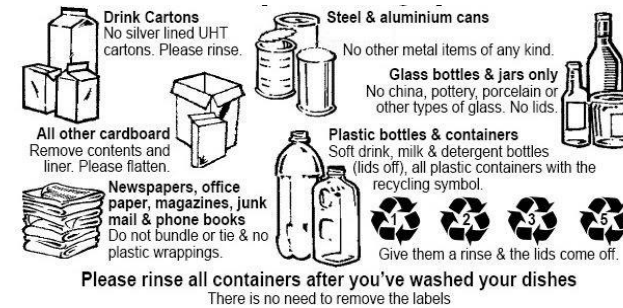 Drink Cartons
No silver lined UHT
cartons. Please rinse.
Steel & aluminium cans
No other metal items of any kind.
Glass bottles & jars only
No china, pottery, porcelain or
other types of glass. No lids.
All other cardboard
Remove contents and
liner. Please flatten.
Plastic bottles & containers
Soft drink, milk & detergent bottles
(lids off), all plastic containers with the
recycling symbol.
Newspapers, office
paper, magazines, junk
mail & phone books
Do not bundle or tie & no
plastic wrappings.
1 2 3 5
Give them a rinse & the lids come off.
Please rinse all containers after you've washed your dishes
There is no need to remove the labels